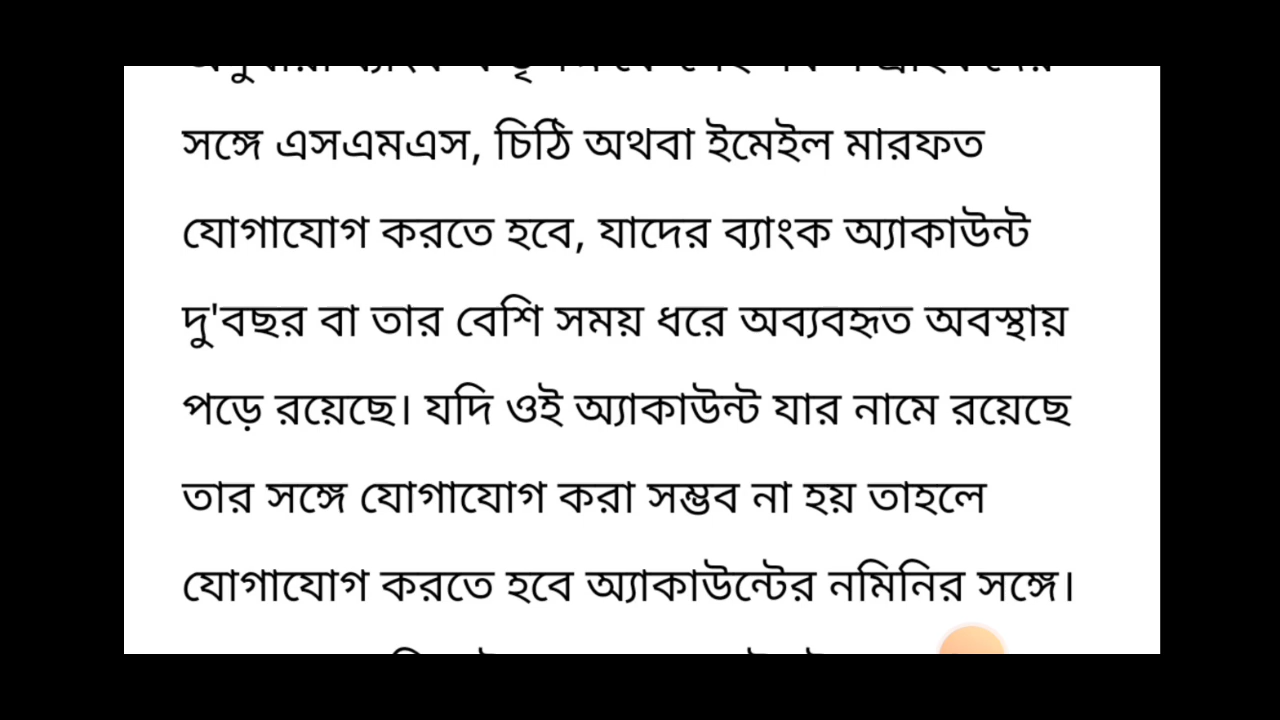 সঙ্গে এসএমএস, চিঠি অথবা ইমেইল মারফত
যোগাযোগ করতে হবে, যাদের ব্যাংক অ্যাকাউন্ট
দু'বছর বা তার বেশি সময় ধরে অব্যবহৃত অবস্থায়
পড়ে রয়েছে। যদি ওই অ্যাকাউন্ট যার নামে রয়েছে
তার সঙ্গে যোগাযোগ করা সম্ভব না হয় তাহলে
যোগাযোগ করতে হবে অ্যাকাউন্টের নমিনির সঙ্গে।